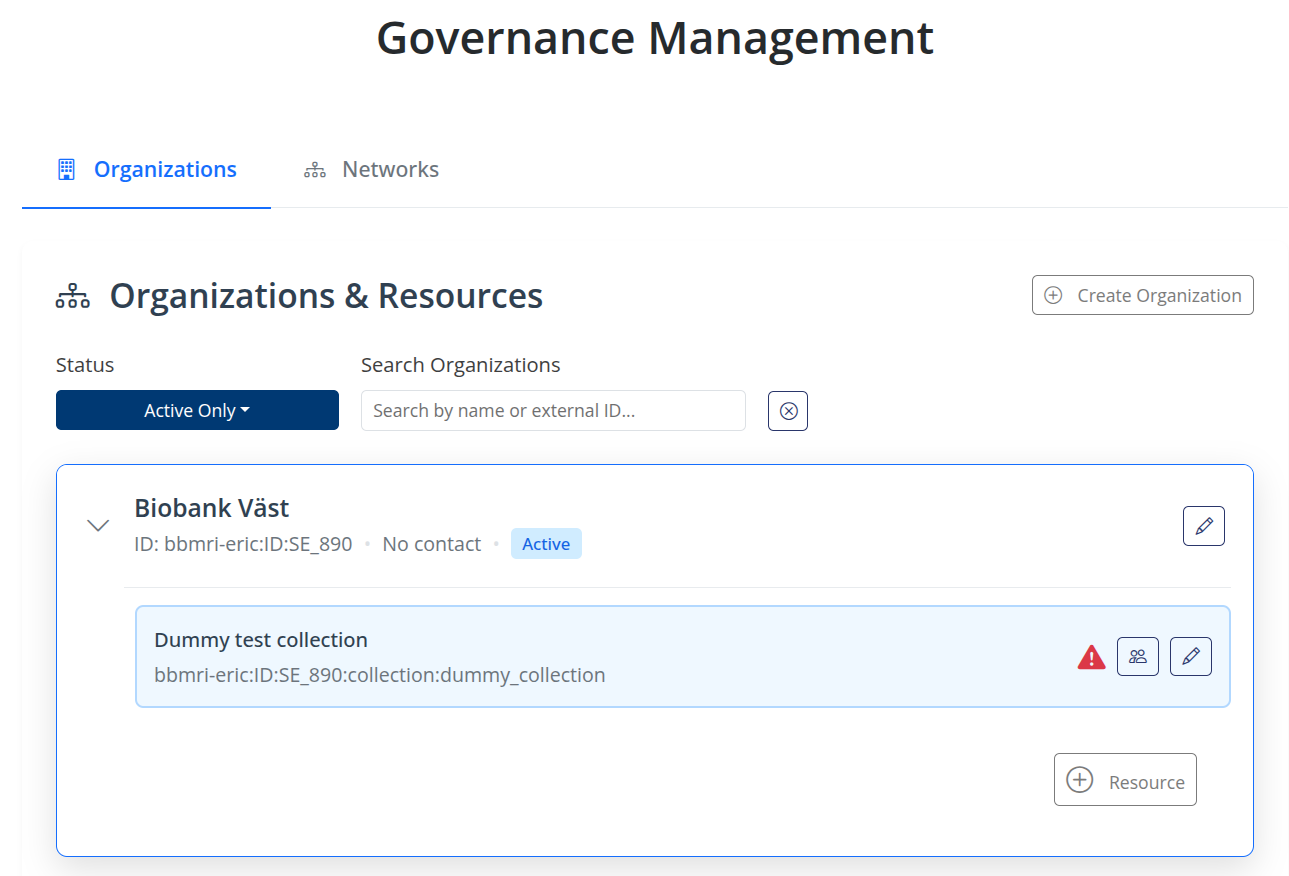 Governance Management
Organizations
Networks
Organizations & Resources
Create Organization
Status
Search Organizations
Active Only
Search by name or external ID...
Biobank Väst
ID: bbmri-eric:ID:SE_890 • No contact • Active
Dummy test collection
bbmri-eric:ID:SE_890:collection:dummy_collection
Resource